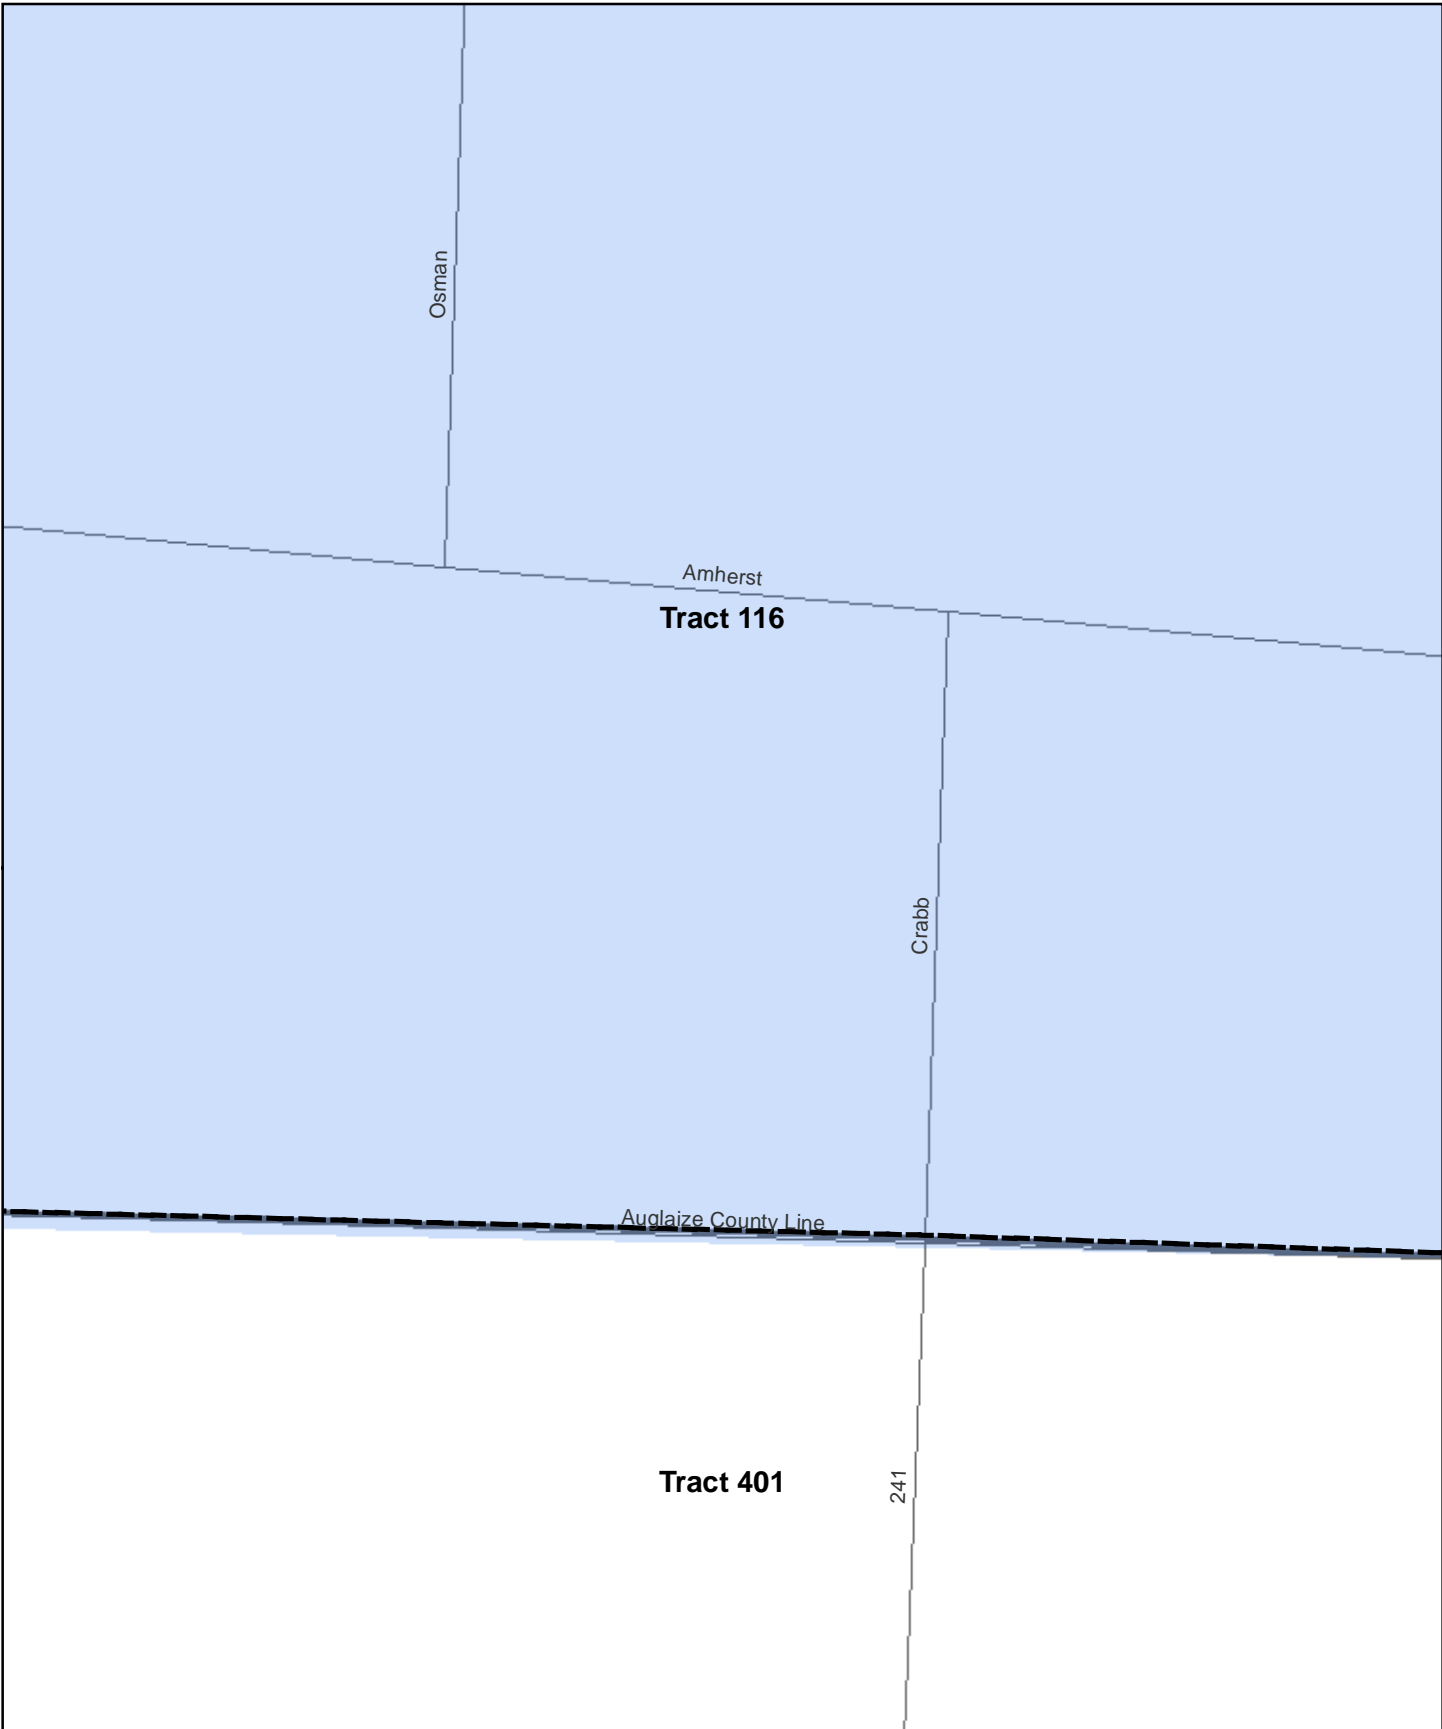 Osman
Amherst
Tract 116
Crabb
Auglaize County Line
Tract 401
241